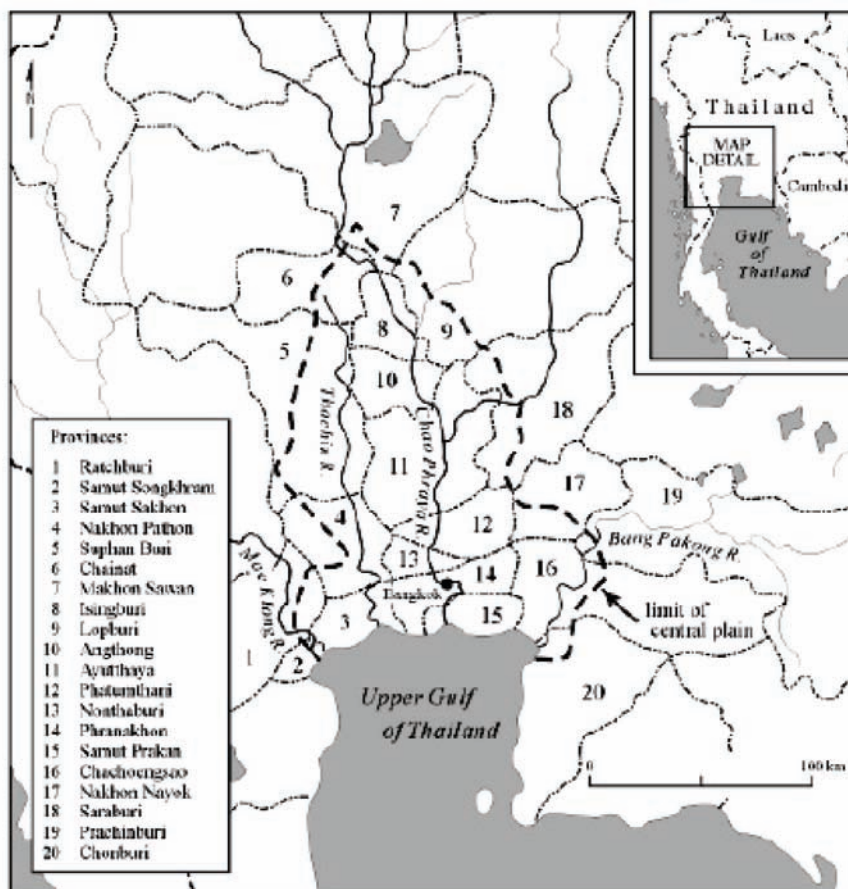 N
Laos
Thailand
MAP
DETAIL
Cambodi
Gulf
of
Thailand
7
6
8
9
5
10
Thachin R.
Chao Phraya R.
18
11
17
19
4
12
Bang Pakong R.
13
16
14
Mae Khlong R.
Bangkok
limit of
central plain
3
15
1
2
20
Upper Gulf
of Thailand
0
100 km
Provinces:
1 Ratchburi
2 Samut Songkhram
3 Samut Sakhon
4 Nakhon Pathon
5 Suphan Buri
6 Chainat
7 Makhon Sawan
8 Isingburi
9 Lopburi
10 Angthong
11 Ayutthaya
12 Phatumthani
13 Nonthaburi
14 Phranakhon
15 Samut Prakan
16 Chachoengsao
17 Nakhon Nayok
18 Saraburi
19 Prachinburi
20 Chonburi